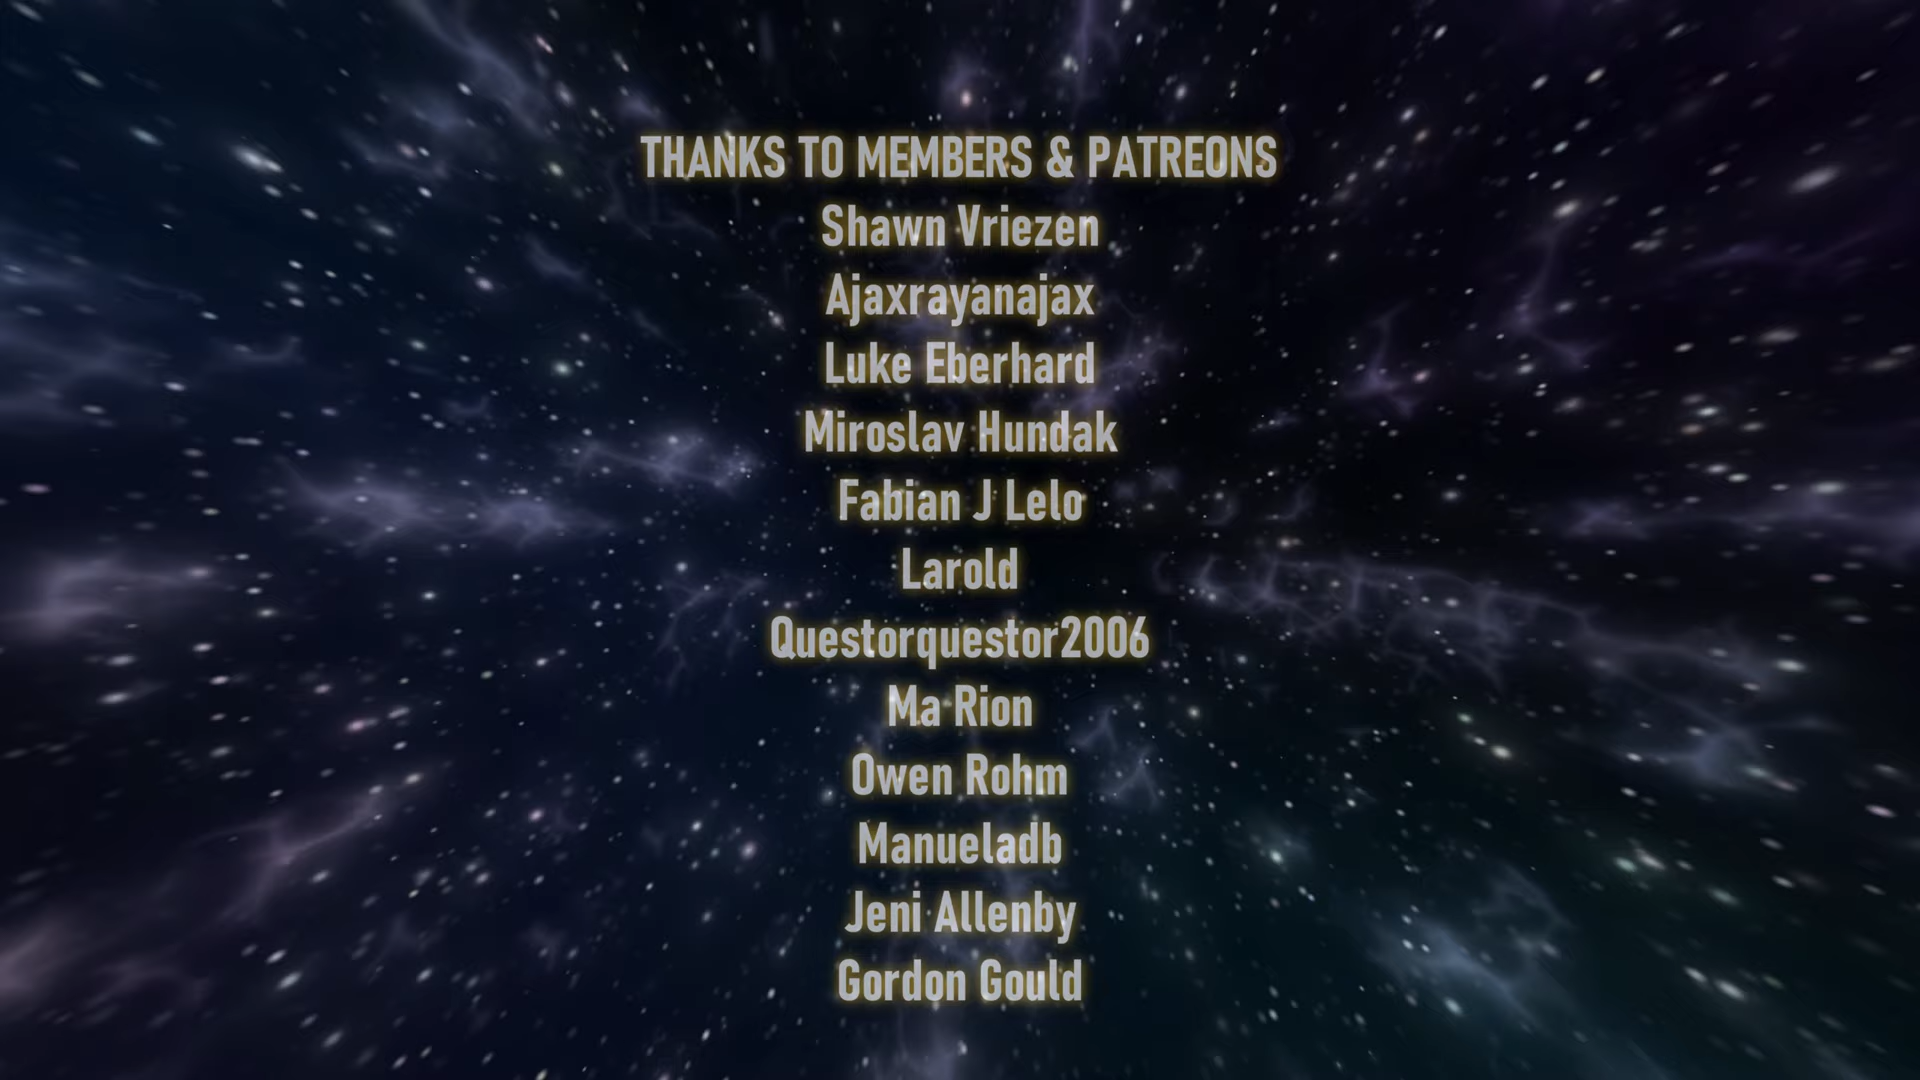 THANKS TO MEMBERS & PATREONS
Shawn Vriezen
Ajaxrayanajax
Luke Eberhard
Miroslav Hundak
Fabian J Lelo
Larold
Questorquestor2006
Ma Rion
Owen Rohm
Manueladb
Jeni Allenby
Gordon Gould